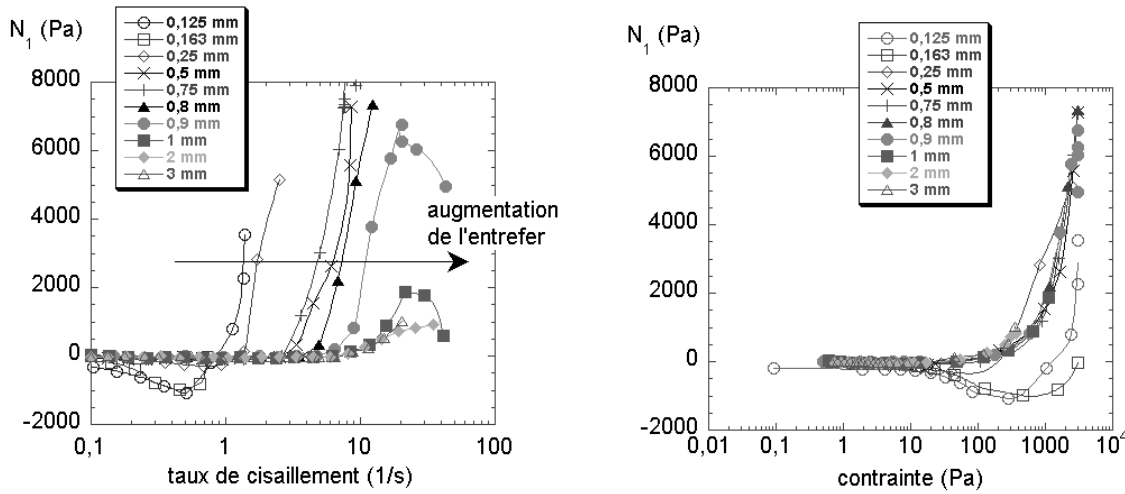 N1 (Pa)
0,125 mm
0,163 mm
0,25 mm
0,5 mm
0,75 mm
0,8 mm
0,9 mm
1 mm
2 mm
3 mm
8000
6000
4000
2000
0
-2000
0,1
1
10
100
taux de cisaillement (1/s)
augmentation
de l'entrefer
N1 (Pa)
0,125 mm
0,163 mm
0,25 mm
0,5 mm
0,75 mm
0,8 mm
0,9 mm
1 mm
2 mm
3 mm
8000
6000
4000
2000
0
-2000
0,01
0,1
1
10
100
1000
10^4
contrainte (Pa)